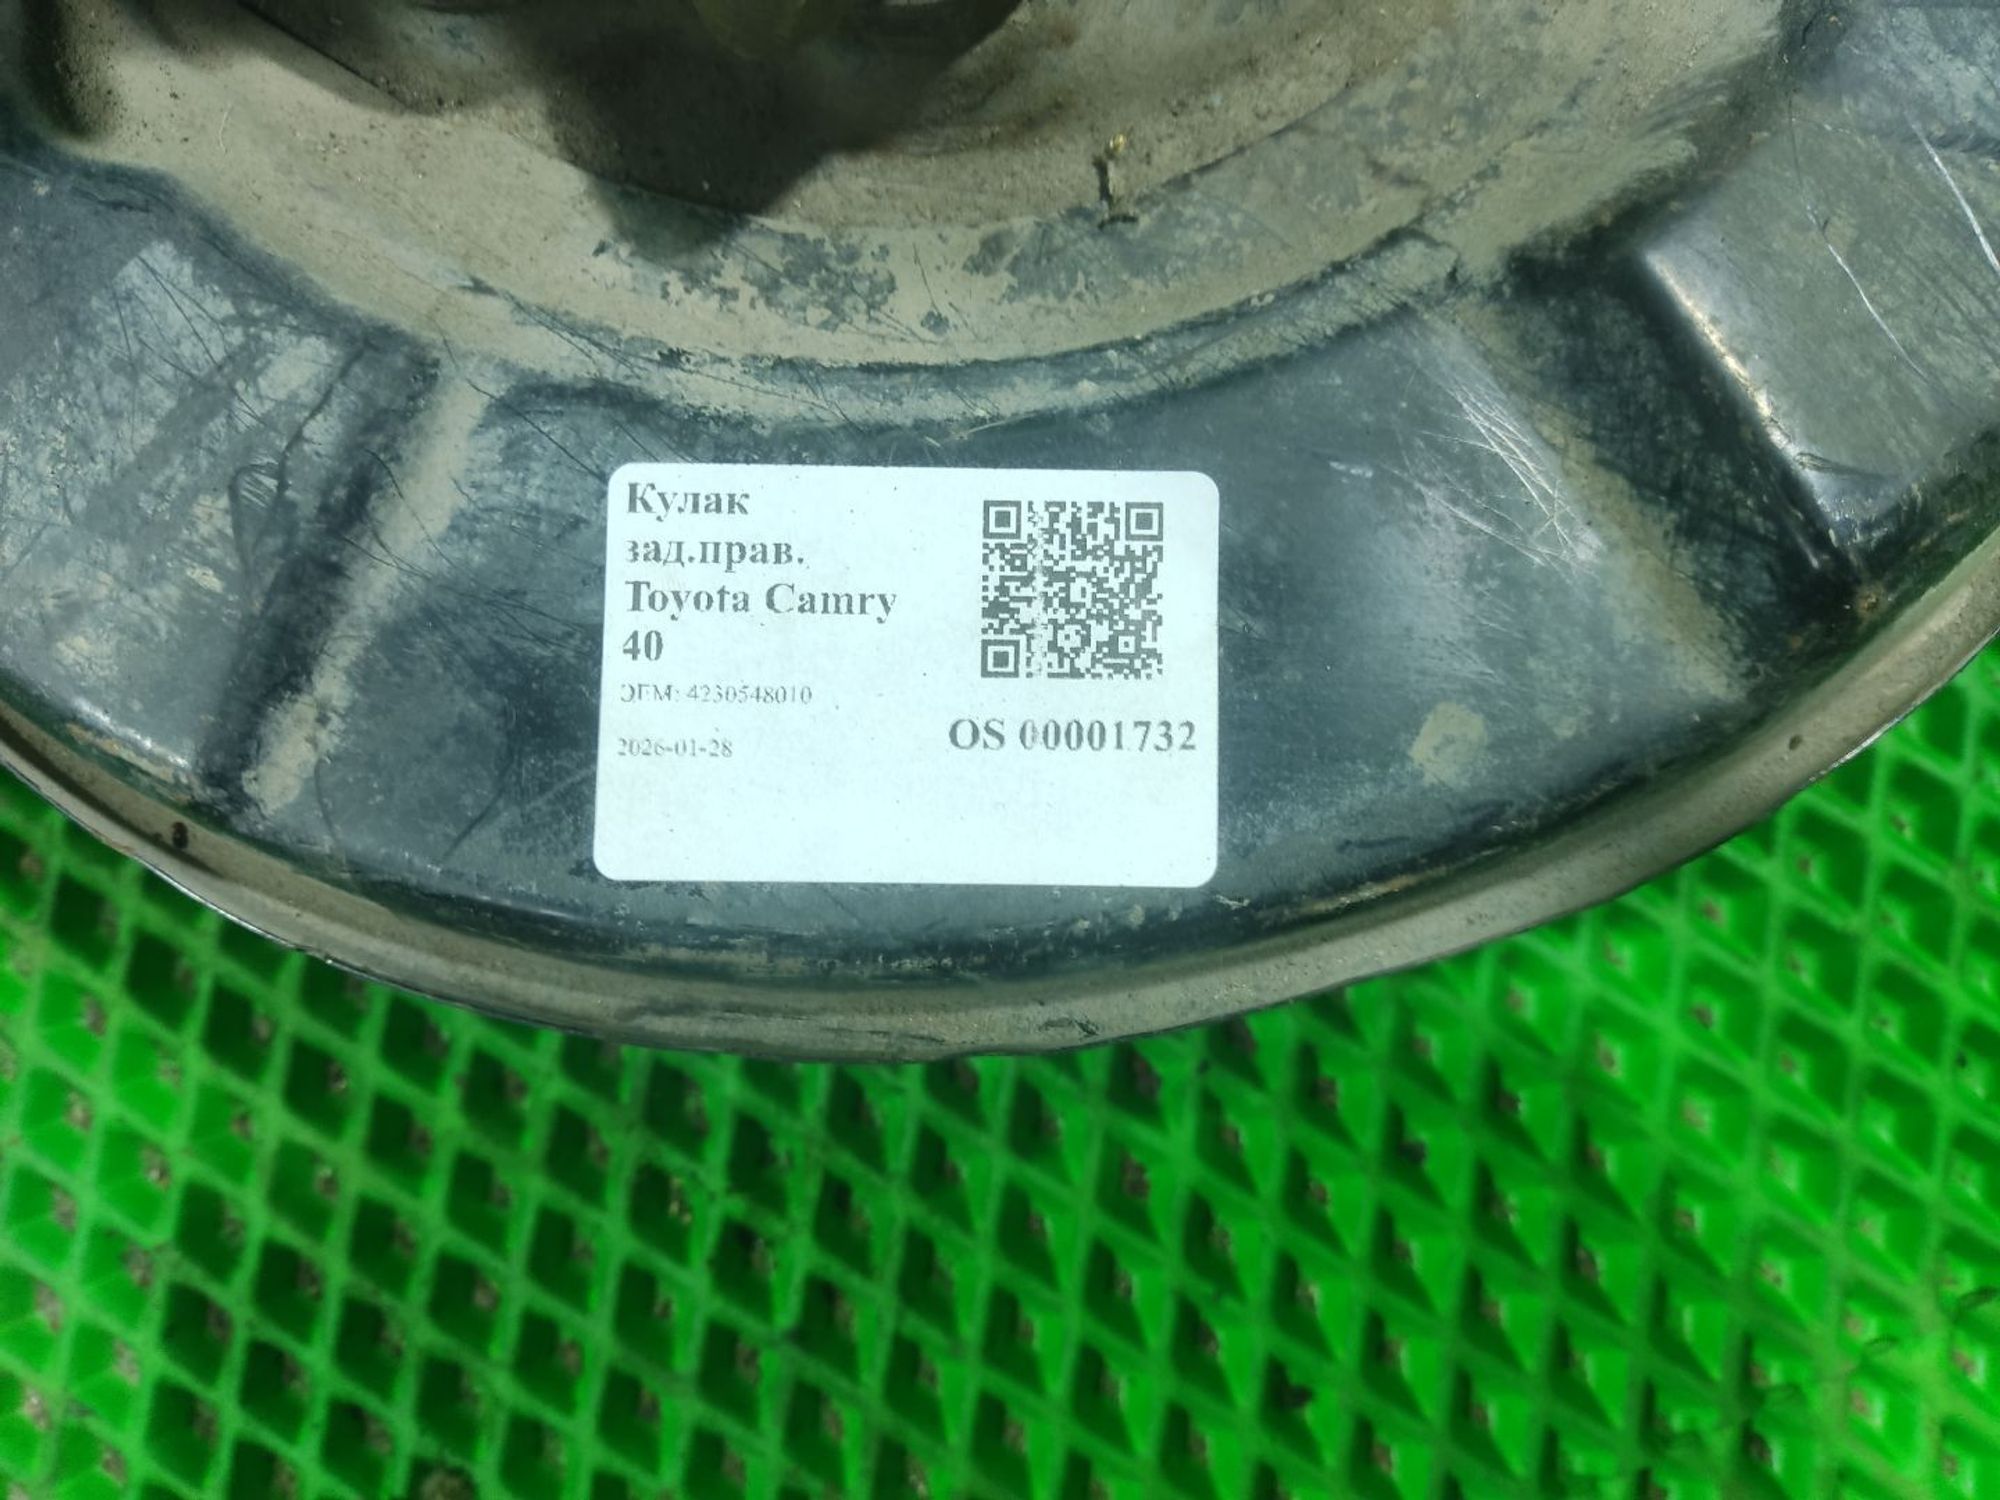 Кулак
зад.прав.
Toyota Camry
40
ОЕМ: 4230548010
2026-01-28
OS 00001732